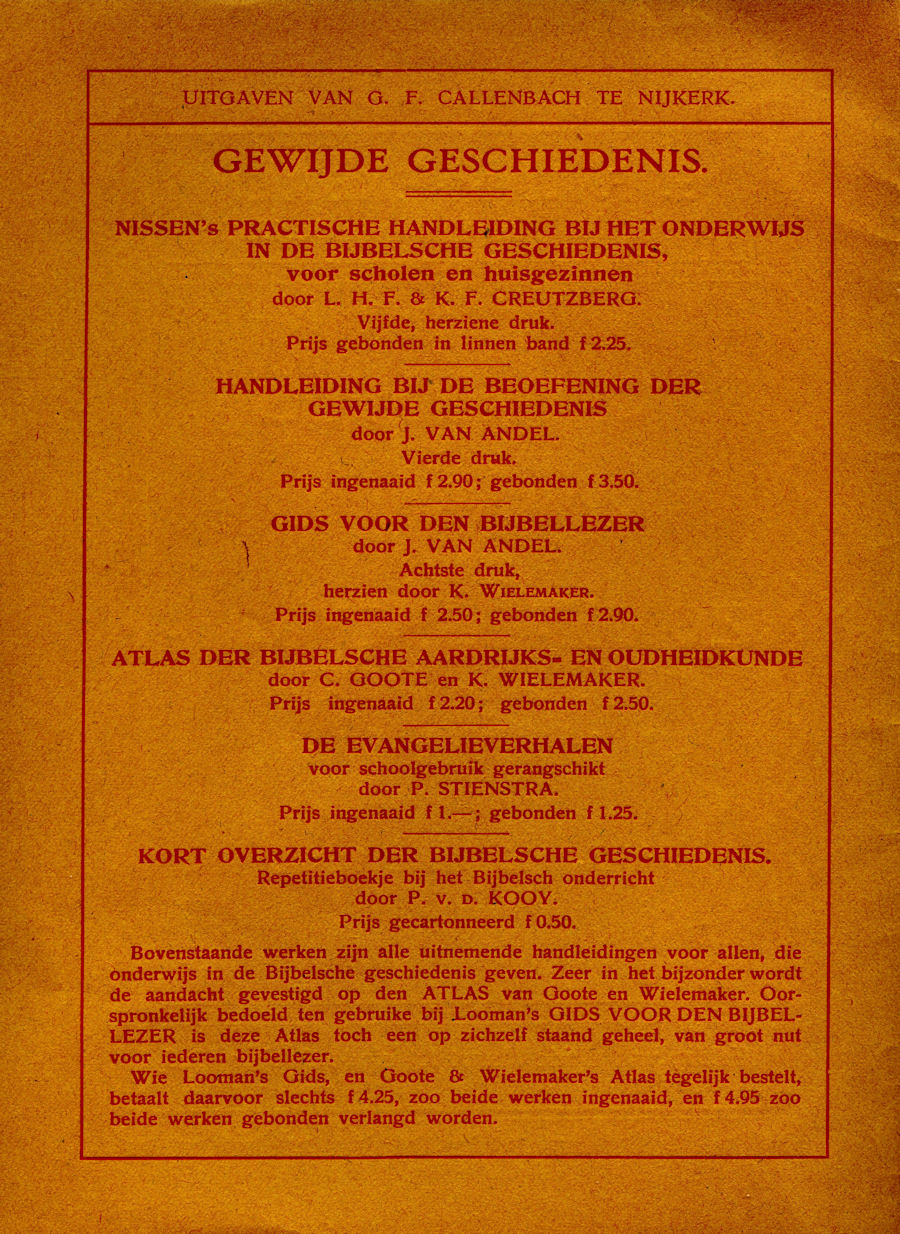 UITGAVEN VAN G. F. CALLENBACH TE NIJKERK.
GEWIJDE GESCHIEDENIS.
NISSEN's PRACTISCHE HANDLEIDING BIJ HET ONDERWIJS
IN DE BIJBELSCHE GESCHIEDENIS,
voor scholen en huisgezinnen
door L. H. F. & K. F. CREUTZBERG.
Vijfde, herziene druk.
Prijs gebonden in linnen band f 2.25.
HANDLEIDING BIJ DE BEOEFENING DER
GEWIJDE GESCHIEDENIS
door J. VAN ANDEL.
Vierde druk.
Prijs ingenaaid f 2.90; gebonden f 3.50.
GIDS VOOR DEN BIJBELLEZER
door J. VAN ANDEL.
Achtste druk,
herzien door K. WIELEMAKER.
Prijs ingenaaid f 2.50; gebonden f 2.90.
ATLAS DER BIJBELSCHE AARDRIJKS- EN OUDHEIDKUNDE
door C. GOOTE en K. WIELEMAKER.
Prijs ingenaaid f 2.20; gebonden f 2.50.
DE EVANGELIEVERHALEN
voor schoolgebruik gerangschikt
door P. STIENSTRA.
Prijs ingenaaid f 1.—; gebonden f 1.25.
KORT OVERZICHT DER BIJBELSCHE GESCHIEDENIS.
Repetitieboekje bij het Bijbelsch onderricht
door P. v. D. KOOY.
Prijs gecartonneerd f 0.50.
Bovenstaande werken zijn alle uitnemende handleidingen voor allen, die
onderwijs in de Bijbelsche geschiedenis geven. Zeer in het bijzonder wordt
de aandacht gevestigd op den ATLAS van Goote en Wielemaker. Oor-
spronkelijk bedoeld ten gebruike bij Looman's GIDS VOOR DEN BIJBEL-
LEZER is deze Atlas toch een op zichzelf staand geheel, van groot nut
voor iederen bijbellezer.
Wie Looman's Gids, en Goote & Wielemaker's Atlas tegelijk bestelt,
betaalt daarvoor slechts f 4.25, zoo beide werken ingenaaid, en f 4.95 zoo
beide werken gebonden verlangd worden.